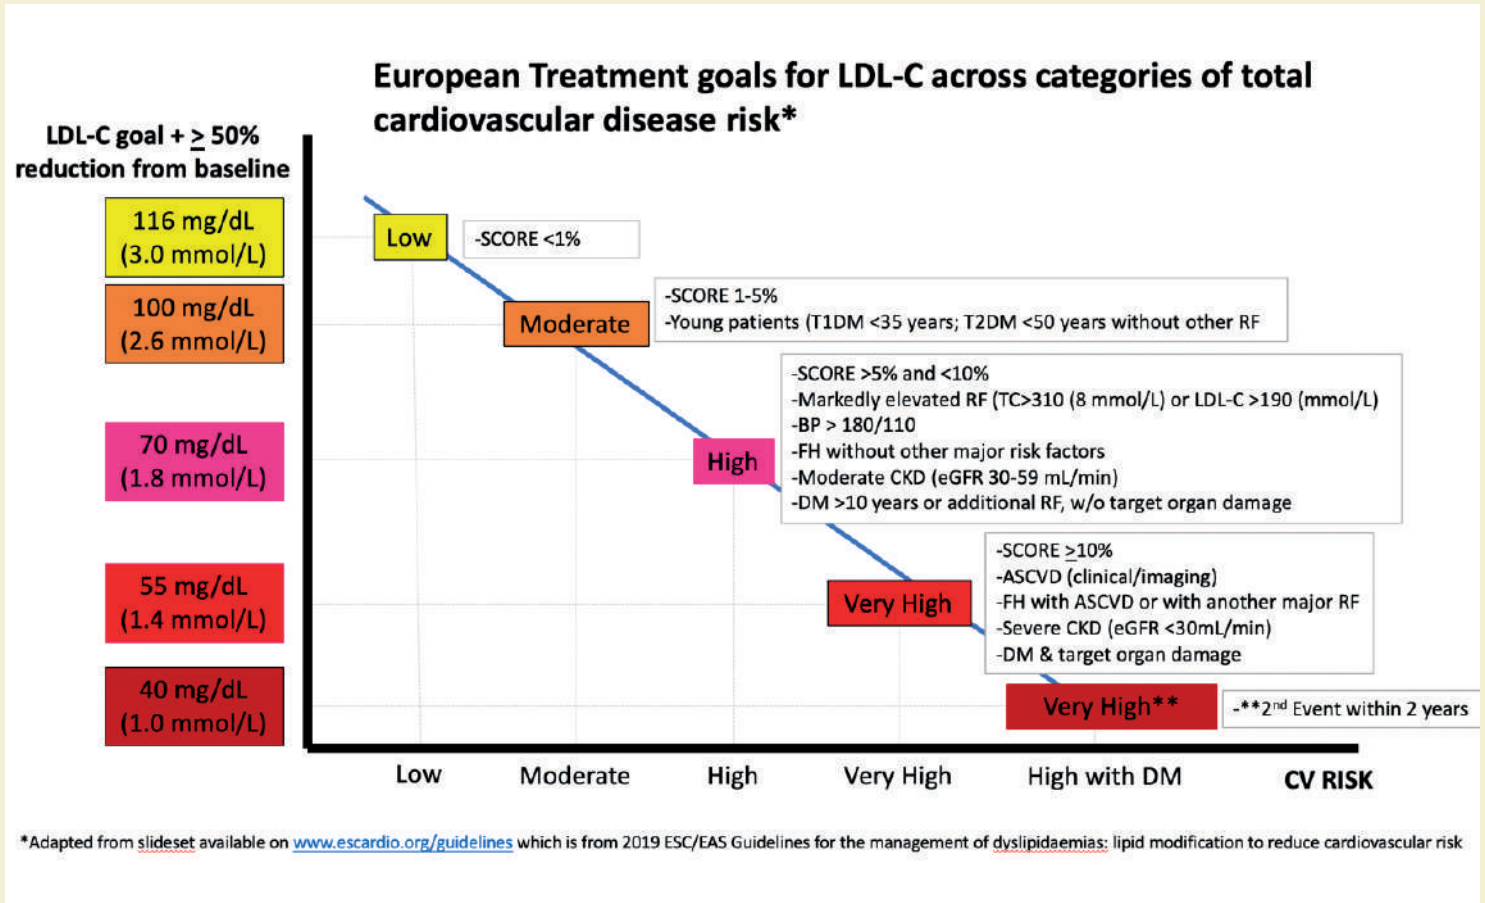 European Treatment goals for LDL-C across categories of total
cardiovascular disease risk*
LDL-C goal + ≥ 50%
reduction from baseline
116 mg/dL
(3.0 mmol/L)
Low
-SCORE <1%
100 mg/dL
(2.6 mmol/L)
Moderate
-SCORE 1-5%
-Young patients (T1DM <35 years; T2DM <50 years without other RF
70 mg/dL
(1.8 mmol/L)
High
-SCORE >5% and <10%
-Markedly elevated RF (TC>310 (8 mmol/L) or LDL-C >190 (mmol/L)
-BP > 180/110
-FH without other major risk factors
-Moderate CKD (eGFR 30-59 mL/min)
-DM >10 years or additional RF, w/o target organ damage
55 mg/dL
(1.4 mmol/L)
Very High
-SCORE ≥10%
-ASCVD (clinical/imaging)
-FH with ASCVD or with another major RF
-Severe CKD (eGFR <30mL/min)
-DM & target organ damage
40 mg/dL
(1.0 mmol/L)
Very High**
-**2nd Event within 2 years
Low
Moderate
High
Very High
High with DM
CV RISK
*Adapted from slideset available on www.escardio.org/guidelines which is from 2019 ESC/EAS Guidelines for the management of dyslipidaemias: lipid modification to reduce cardiovascular risk